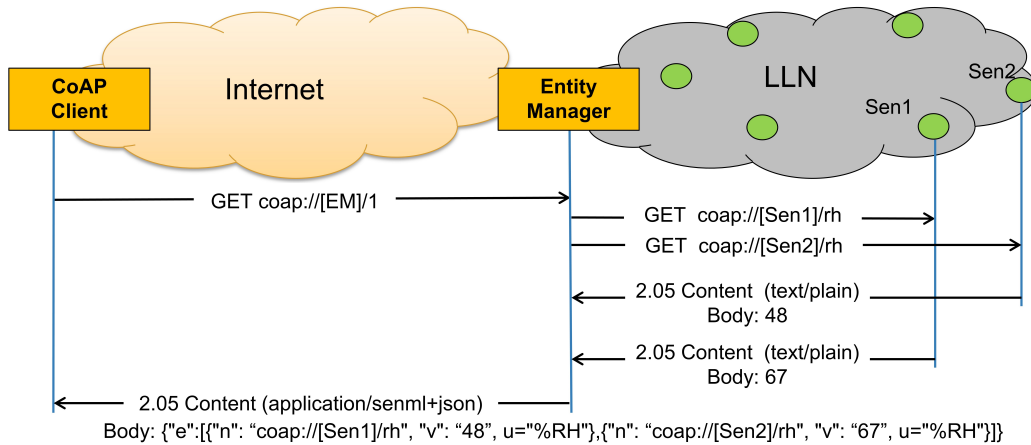 CoAP
Client
Internet
Entity
Manager
LLN
Sen2
Sen1
GET coap://[EM]/1
GET coap://[Sen1]/rh
GET coap://[Sen2]/rh
2.05 Content (text/plain)
Body: 48
2.05 Content (text/plain)
Body: 67
2.05 Content (application/senml+json)
Body: {"e":[{"n": “coap://[Sen1]/rh", "v": “48”, u="%RH"},{"n": “coap://[Sen2]/rh", "v": “67”, u="%RH"}]}